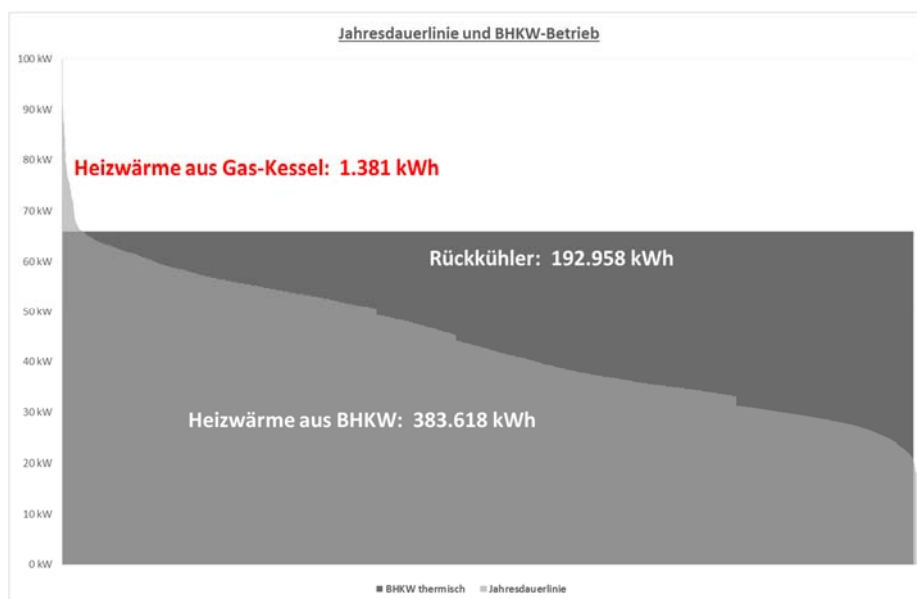 Jahresdauerlinie und BHKW-Betrieb
100 kW
90 kW
80 kW
Heizwärme aus Gas-Kessel: 1.381 kWh
70 kW
60 kW
Rückkühler: 192.958 kWh
50 kW
40 kW
30 kW
Heizwärme aus BHKW: 383.618 kWh
20 kW
10 kW
0 kW
BHKW thermisch Jahresdauerlinie